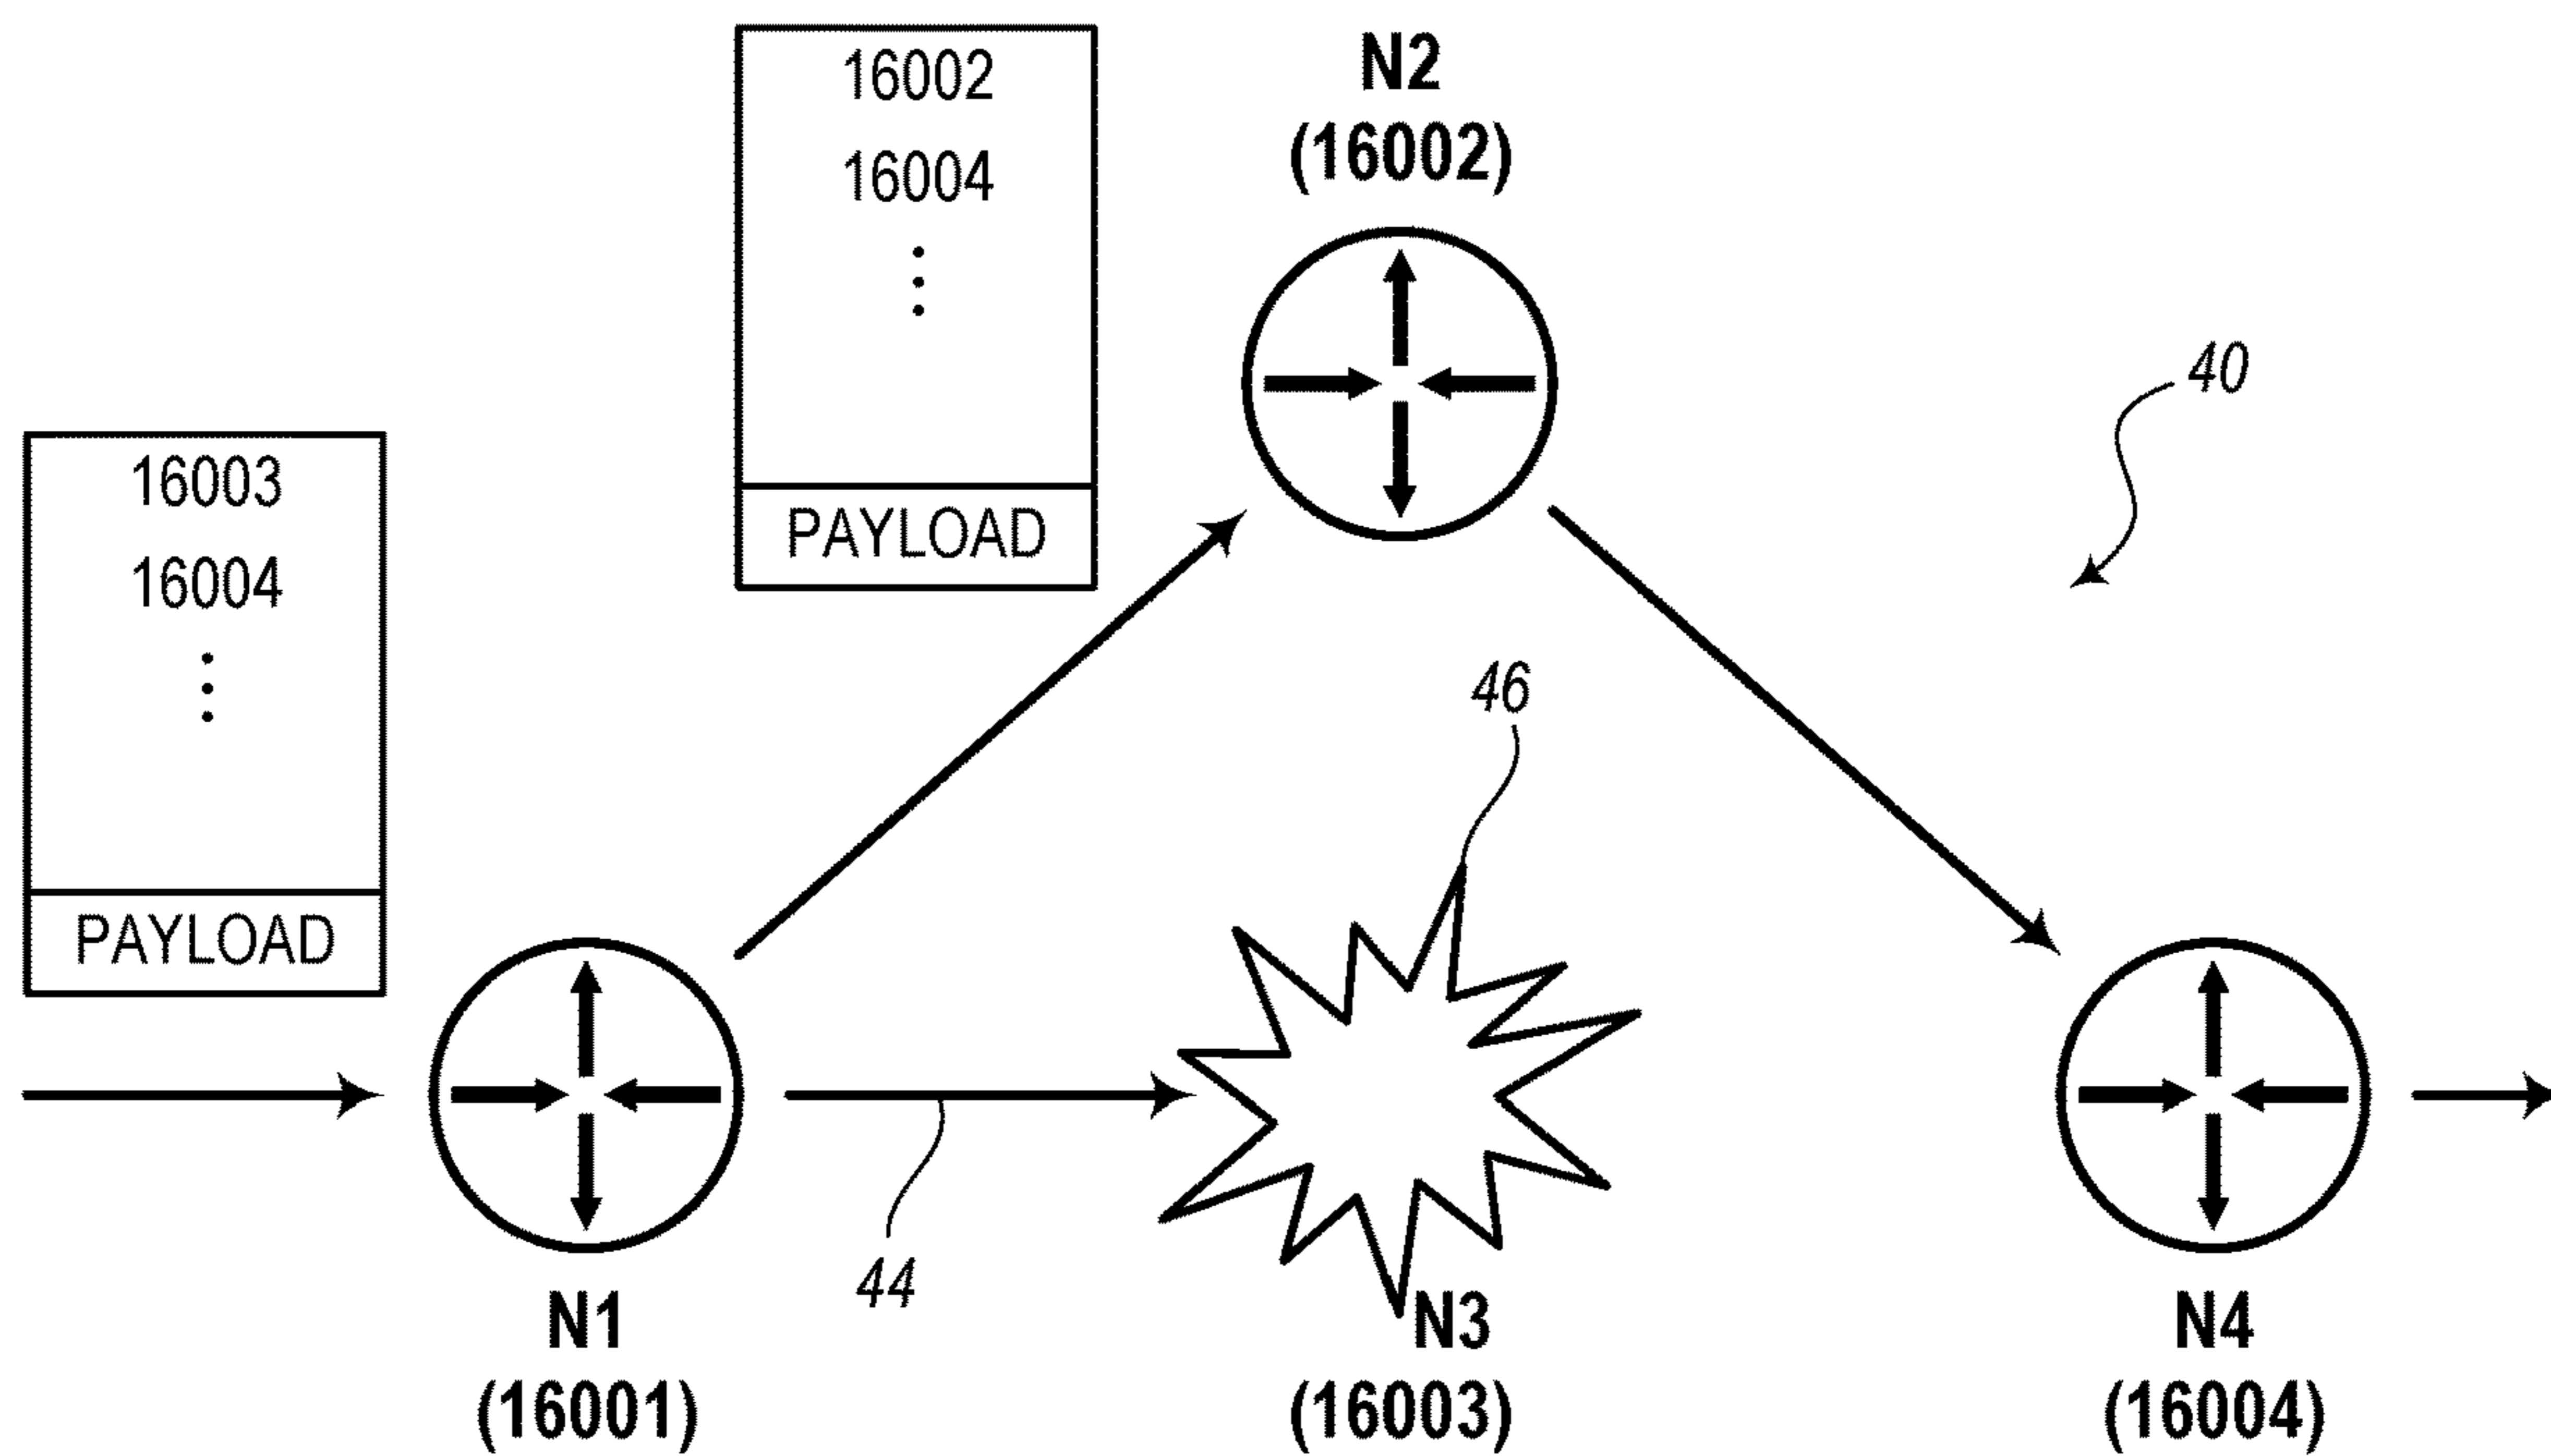 16002
16004
⋮
PAYLOAD
N2
(16002)
40
16003
16004
⋮
PAYLOAD
46
44
N1
(16001)
N3
(16003)
N4
(16004)